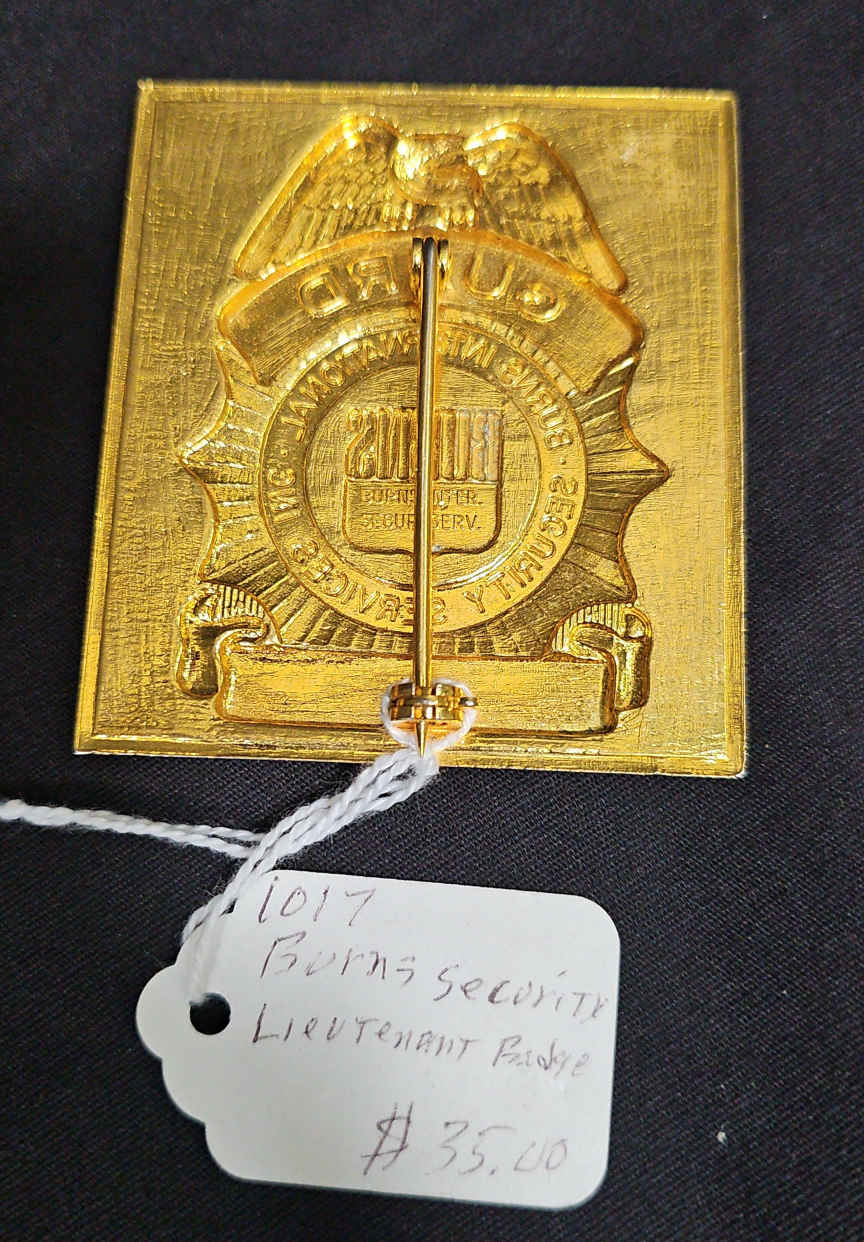 GUARD
BURNS INTERNATIONAL
SECURITY SERVICES INC.
BURNS
BURNS INTER.
SECUR. SERV.
1017
Burns Security
Lieutenant Badge
$35.00